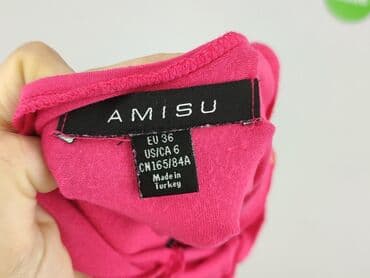 AMISU
EU 36
US/CA 6
CN165/84A
Made in
Turkey